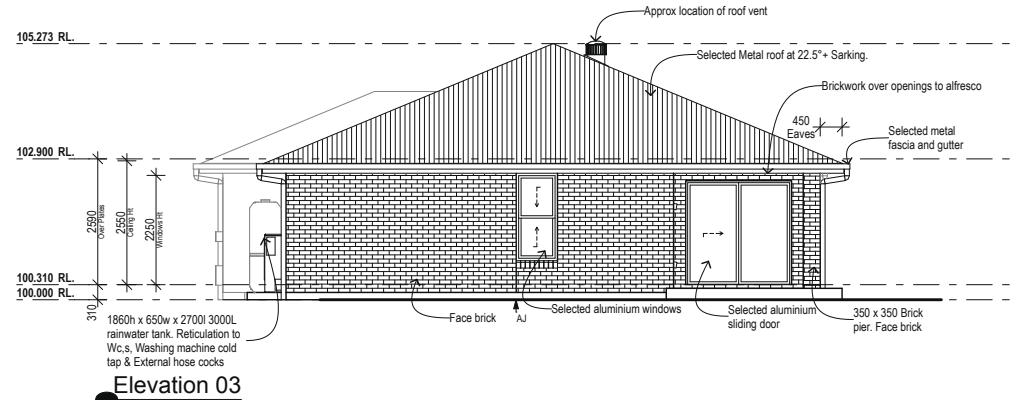 Approx location of roof vent
105.273 RL.
Selected Metal roof at 22.5°+ Sarking.
Brickwork over openings to alfresco
450
Eaves
Selected metal
fascia and gutter
102.900 RL.
2590
Over Plates
2550
Ceiling Ht
2250
Windows Ht
100.310 RL.
100.000 RL.
310
1860h x 650w x 2700l 3000L
rainwater tank. Reticulation to
Wc,s, Washing machine cold
tap & External hose cocks
Face brick
AJ
Selected aluminium windows
Selected aluminium
sliding door
350 x 350 Brick
pier. Face brick
Elevation 03